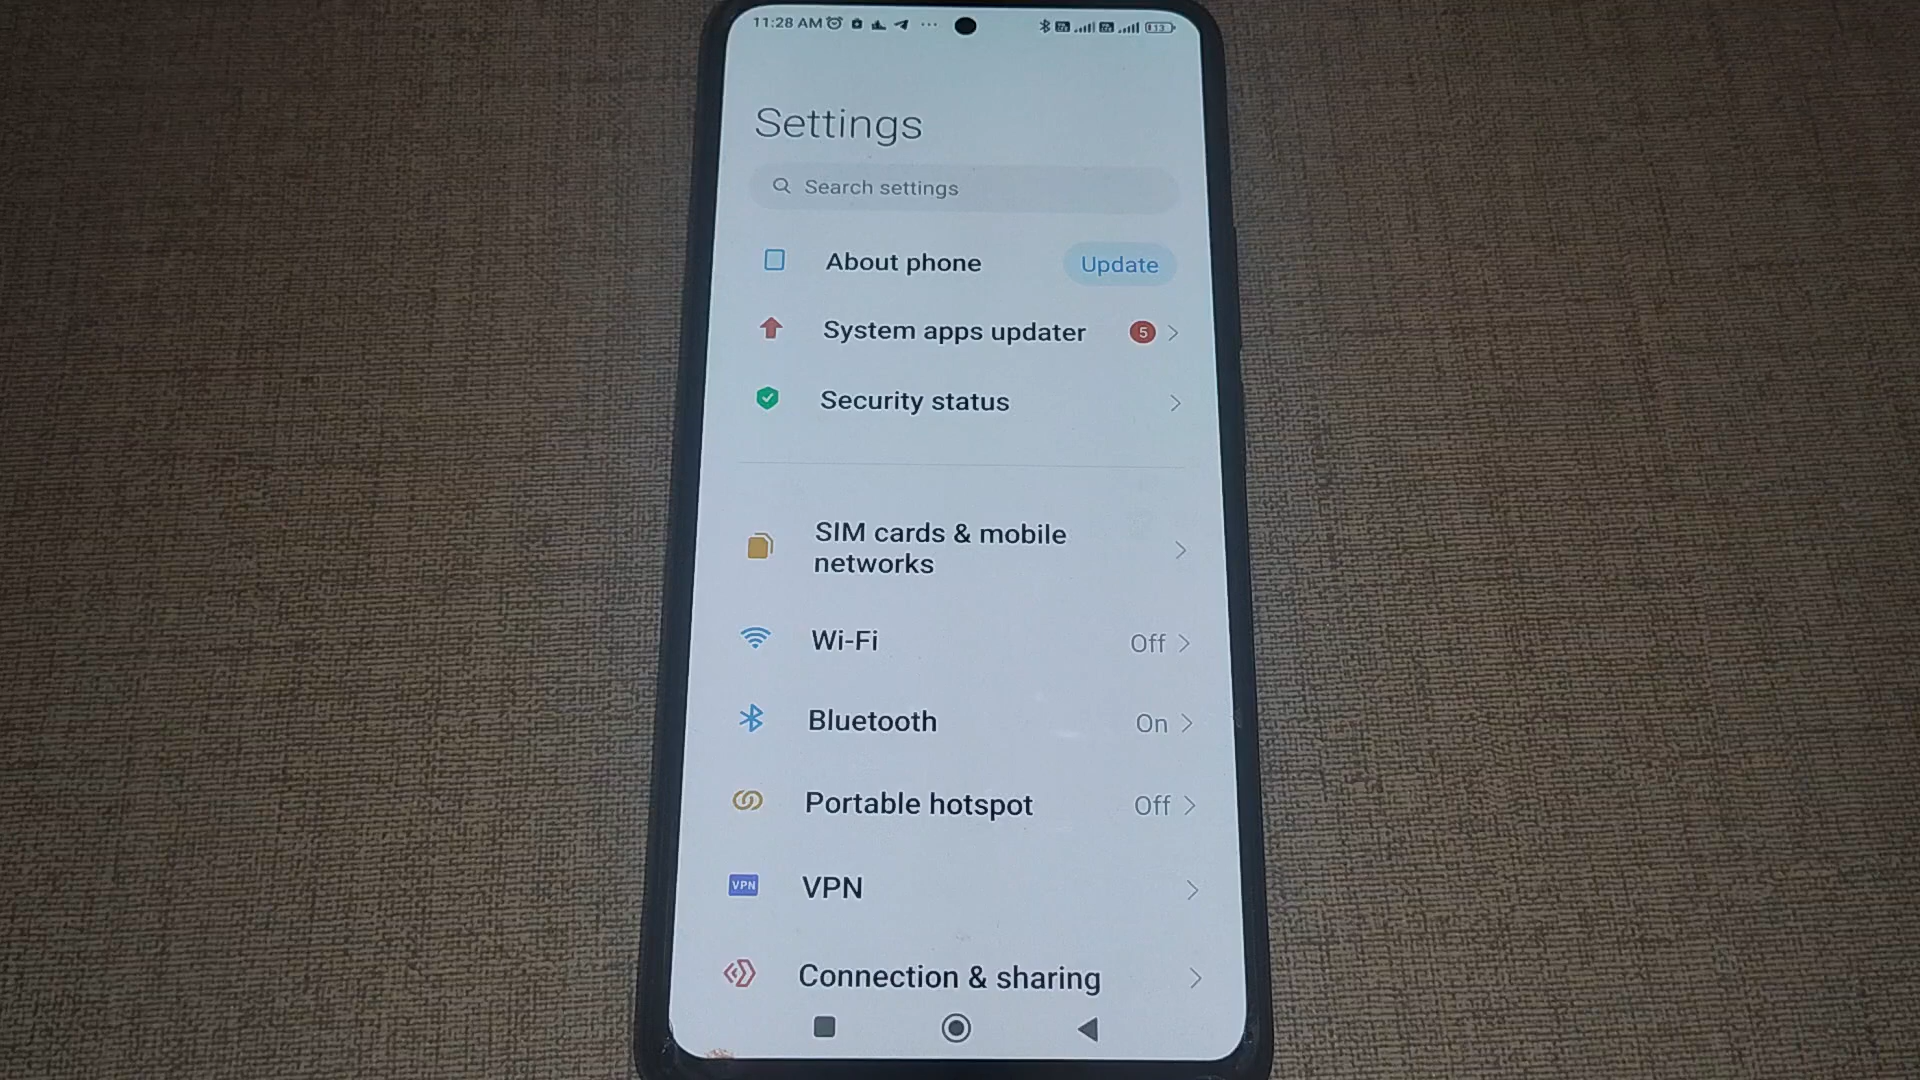 11:28 AM
Settings
Search settings
About phone
Update
System apps updater
5
Security status
SIM cards & mobile
networks
Wi-Fi
Off
Bluetooth
On
Portable hotspot
Off
VPN
VPN
Connection & sharing